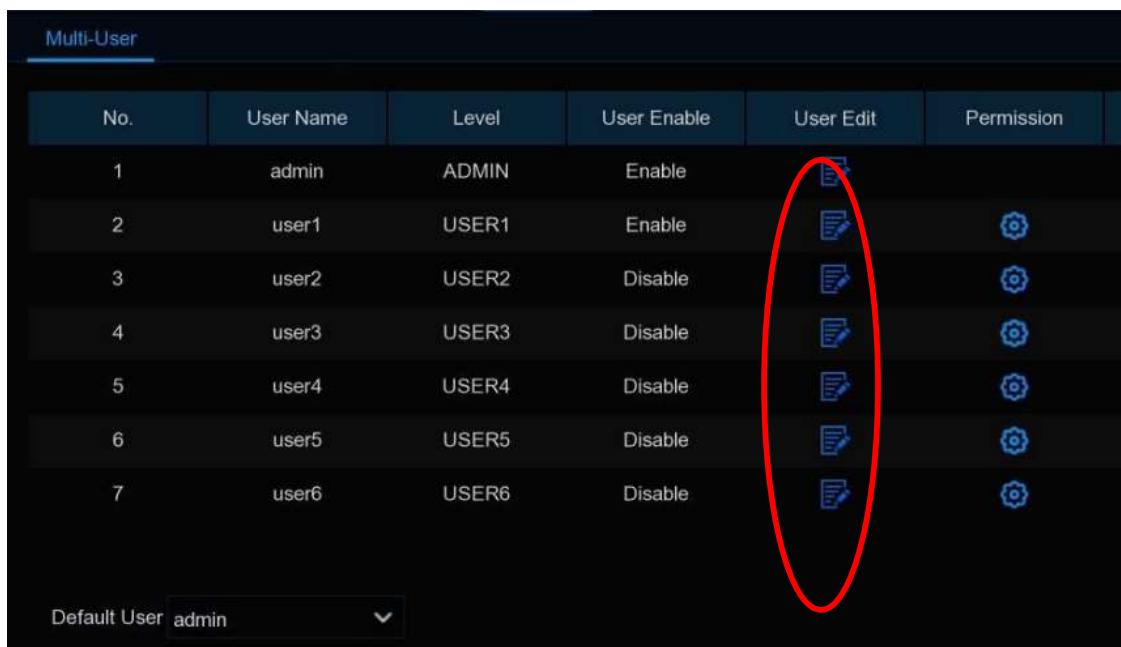 Multi-User
No. User Name Level User Enable User Edit Permission
1 admin ADMIN Enable
2 user1 USER1 Enable
3 user2 USER2 Disable
4 user3 USER3 Disable
5 user4 USER4 Disable
6 user5 USER5 Disable
7 user6 USER6 Disable
Default User admin